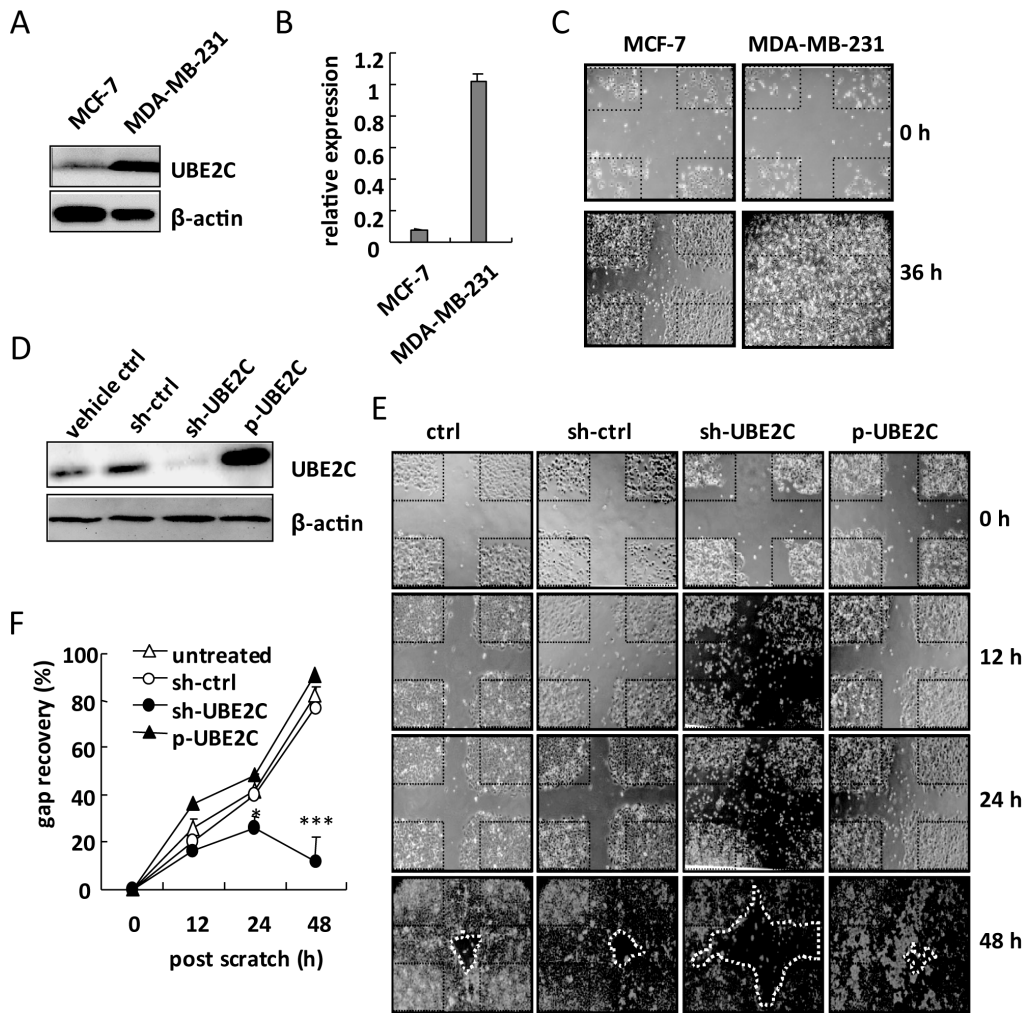 A
MCF-7
MDA-MB-231
UBE2C
β-actin
B
relative expression
1.2
1
0.8
0.6
0.4
0.2
0
MCF-7
MDA-MB-231
C
MCF-7
MDA-MB-231
0 h
36 h
D
vehicle ctrl
sh-ctrl
sh-UBE2C
p-UBE2C
UBE2C
β-actin
E
ctrl
sh-ctrl
sh-UBE2C
p-UBE2C
0 h
12 h
24 h
48 h
F
gap recovery (%)
100
80
60
40
20
0
untreated
sh-ctrl
sh-UBE2C
p-UBE2C
*
***
0
12
24
48
post scratch (h)